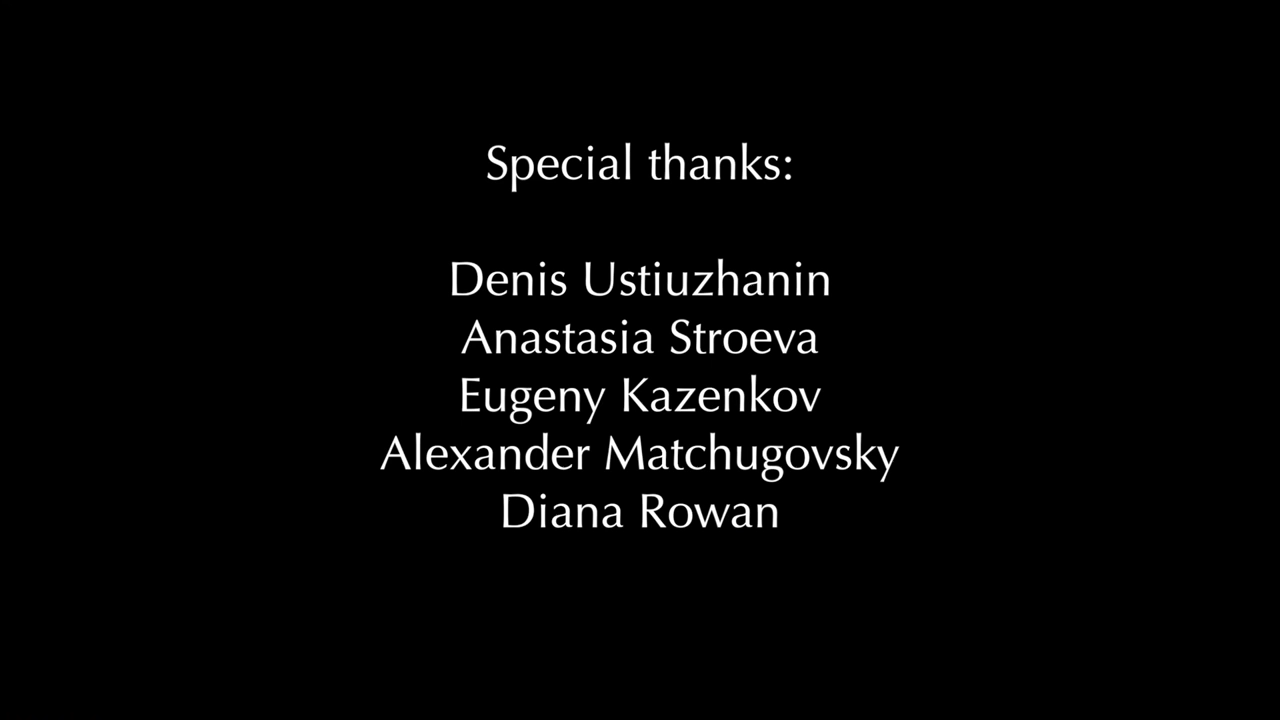 Special thanks:
Denis Ustiuzhanin
Anastasia Stroeva
Eugeny Kazenkov
Alexander Matchugovsky
Diana Rowan